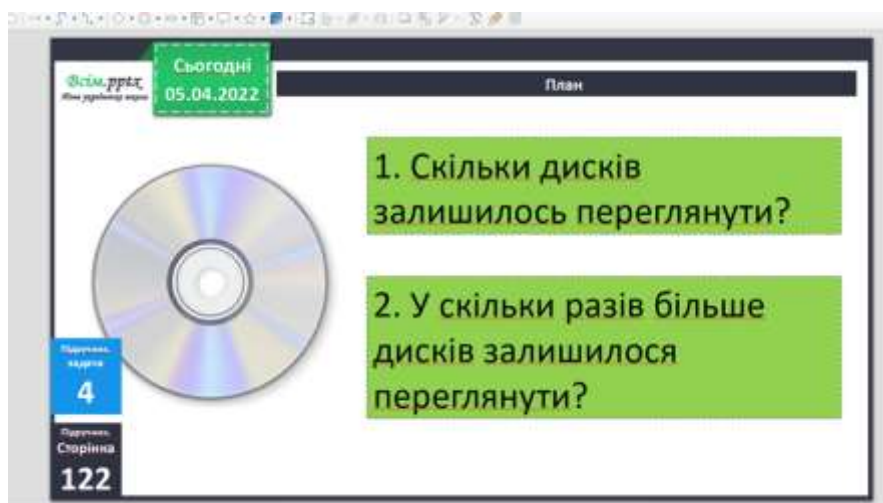 Сьогодні
05.04.2022
Всім.pptx
План
1. Скільки дисків
залишилось переглянути?
2. У скільки разів більше
дисків залишилося
переглянути?
Підручник.
задача
4
Підручник.
Сторінка
122